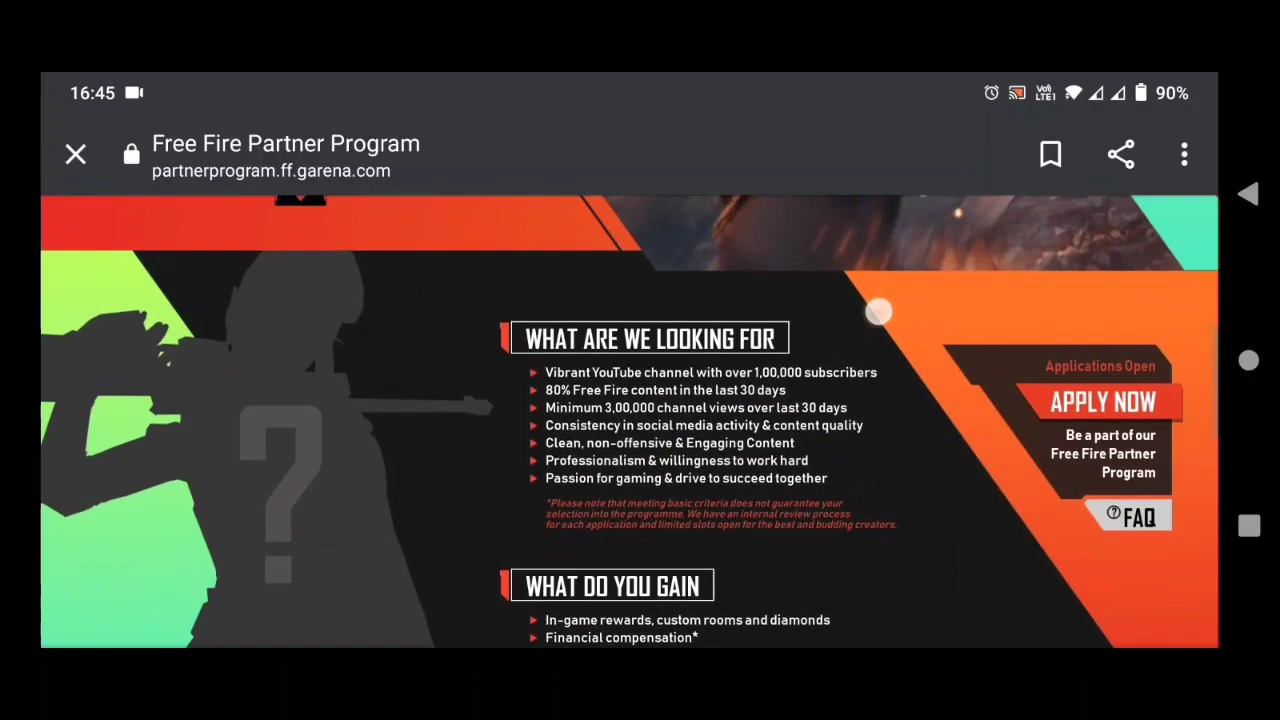 16:45
Vo)) LTE1
90%
Free Fire Partner Program
partnerprogram.ff.garena.com
WHAT ARE WE LOOKING FOR
Vibrant YouTube channel with over 1,00,000 subscribers
80% Free Fire content in the last 30 days
Minimum 3,00,000 channel views over last 30 days
Consistency in social media activity & content quality
Clean, non-offensive & Engaging Content
Professionalism & willingness to work hard
Passion for gaming & drive to succeed together
*Please note that meeting basic criteria does not guarantee your
selection into the programme. We have an internal review process
for each application and limited slots open for the best and budding creators.
Applications Open
APPLY NOW
Be a part of our
Free Fire Partner
Program
? FAQ
?
WHAT DO YOU GAIN
In-game rewards, custom rooms and diamonds
Financial compensation*